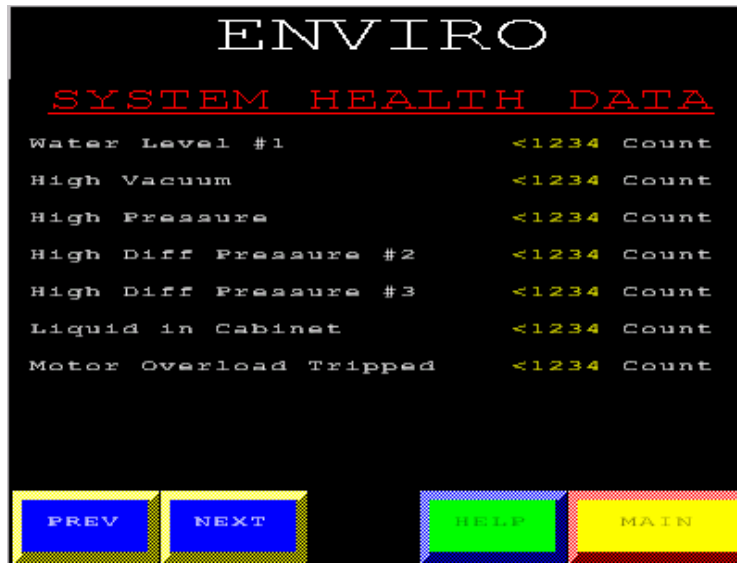 ENVIRO
SYSTEM HEALTH DATA
Water Level #1 <1234 Count
High Vacuum <1234 Count
High Pressure <1234 Count
High Diff Pressure #2 <1234 Count
High Diff Pressure #3 <1234 Count
Liquid in Cabinet <1234 Count
Motor Overload Tripped <1234 Count
PREV NEXT HELP MAIN